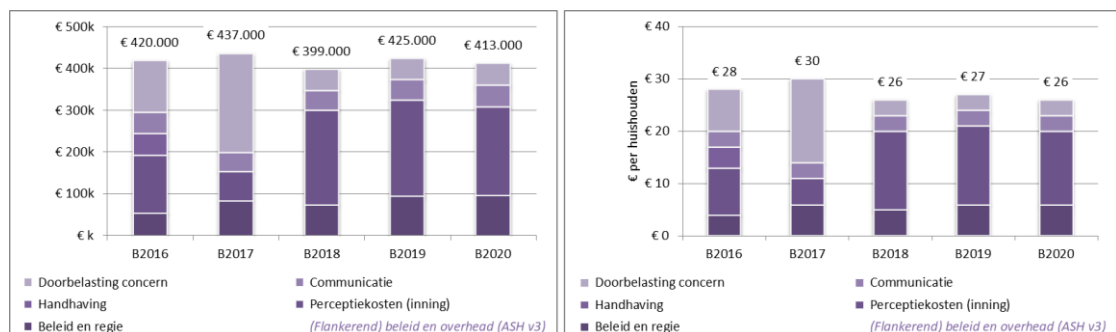 € 500k
€ 420.000
€ 437.000
€ 399.000
€ 425.000
€ 413.000
€ 400k
€ 300k
€ 200k
€ 100k
€ k
B2016 B2017 B2018 B2019 B2020
Doorbelasting concern Communicatie
Handhaving Perceptiekosten (inning)
Beleid en regie (Flankerend) beleid en overhead (ASH v3)
€ per huishouden
€ 40
€ 28
€ 30
€ 26
€ 27
€ 26
€ 30
€ 20
€ 10
€ 0
B2016 B2017 B2018 B2019 B2020
Doorbelasting concern Communicatie
Handhaving Perceptiekosten (inning)
Beleid en regie (Flankerend) beleid en overhead (ASH v3)